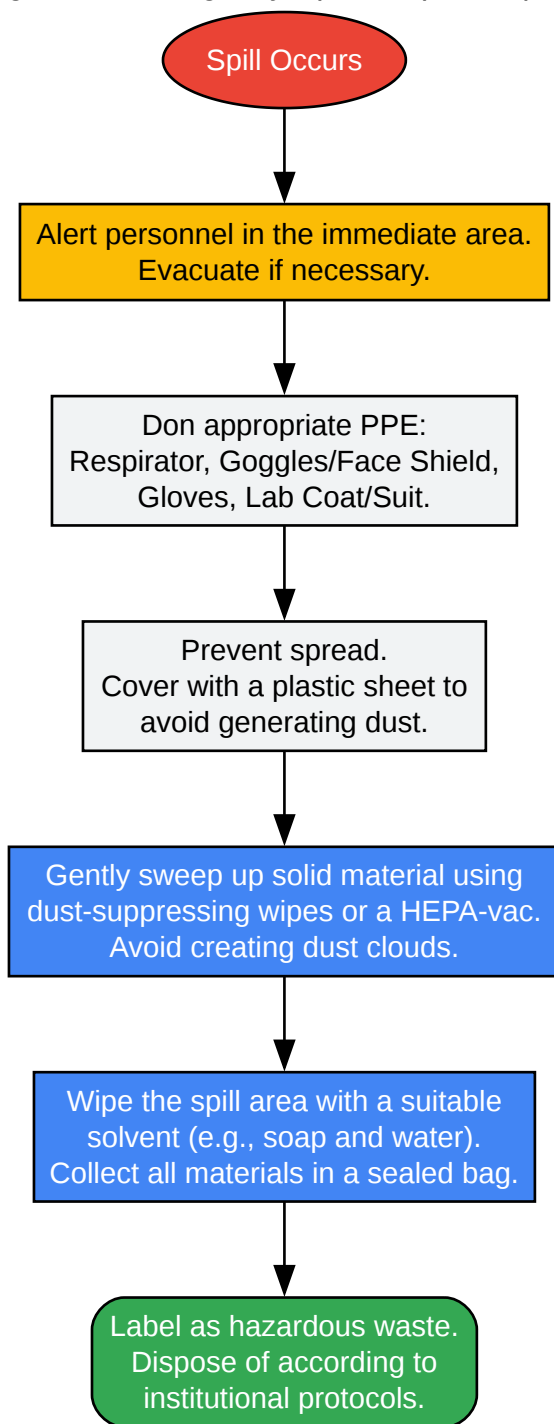 Spill Occurs
Alert personnel in the immediate area.
Evacuate if necessary.
Don appropriate PPE:
Respirator, Goggles/Face Shield,
Gloves, Lab Coat/Suit.
Prevent spread.
Cover with a plastic sheet to
avoid generating dust.
Gently sweep up solid material using
dust-suppressing wipes or a HEPA-vac.
Avoid creating dust clouds.
Wipe the spill area with a suitable
solvent (e.g., soap and water).
Collect all materials in a sealed bag.
Label as hazardous waste.
Dispose of according to
institutional protocols.